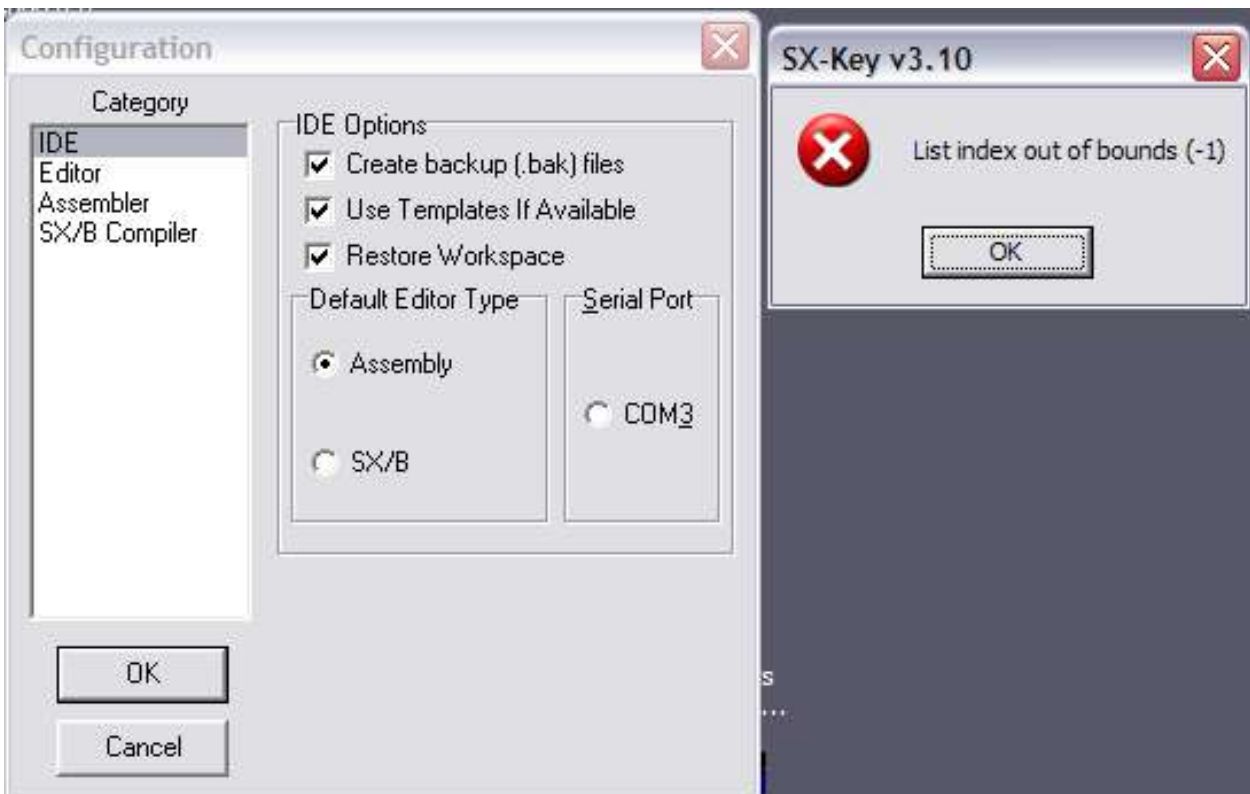 Configuration
Category
IDE
Editor
Assembler
SX/B Compiler
IDE Options
Create backup (.bak) files
Use Templates If Available
Restore Workspace
Default Editor Type
Assembly
SX/B
Serial Port
COM3
OK
Cancel
SX-Key v3.10
List index out of bounds (-1)
OK
s
...